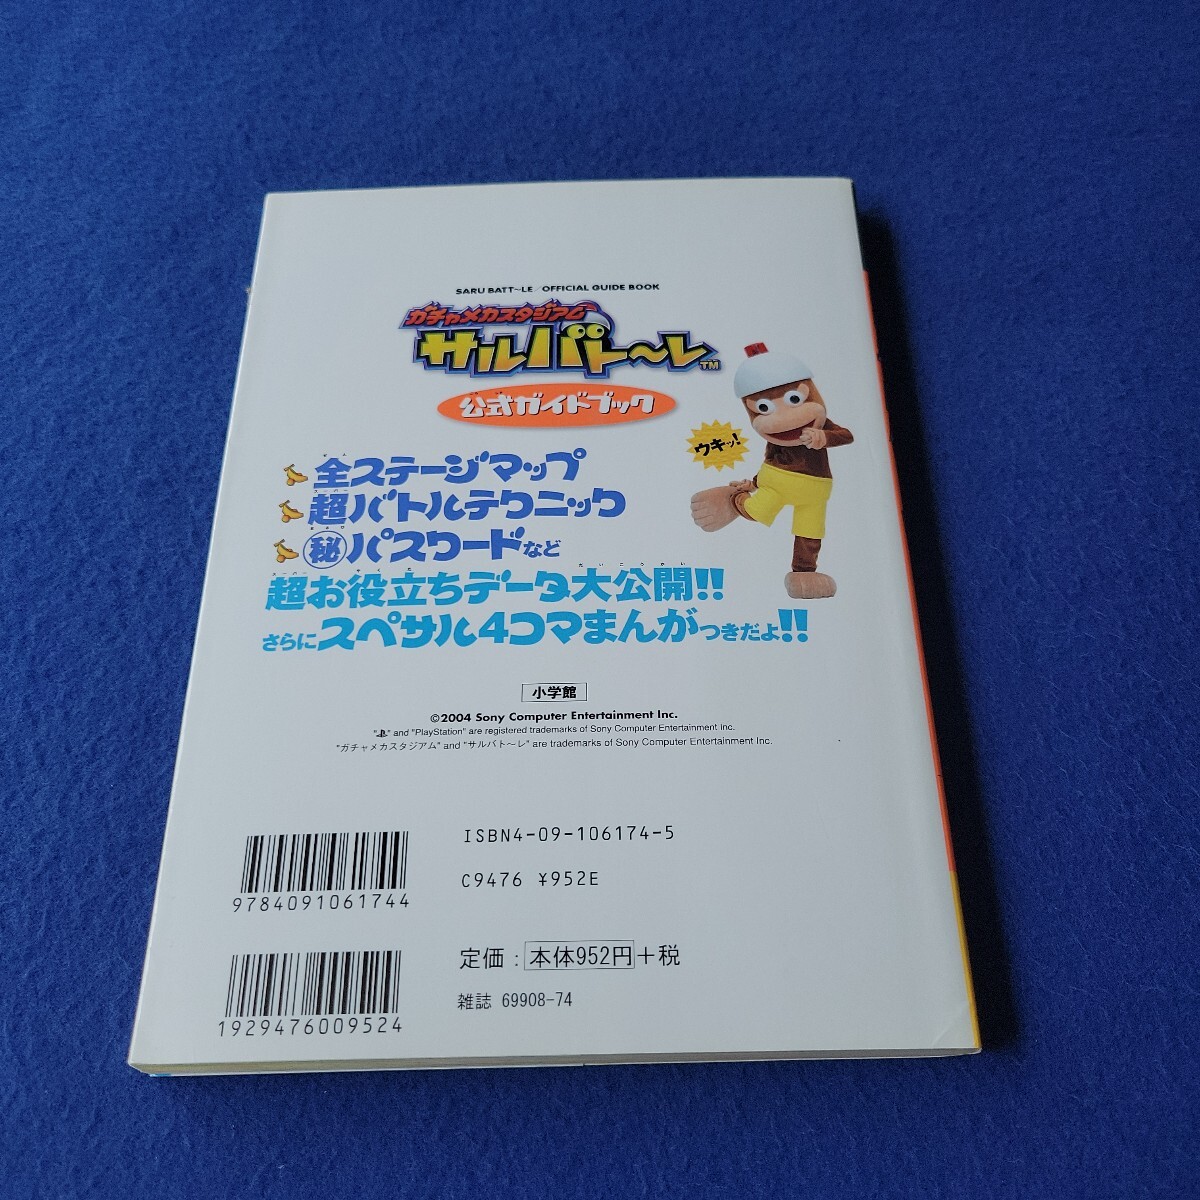 SARU BATT~LE/OFFICIAL GUIDE BOOK
ガチャメカスタジアム
サルバト～レTM
公式ガイドブック
ウキッ!
全ステージマップ
超バトルテクニック
㊙パスワードなど
超お役立ちデータ大公開!!
さらにスペサル4コマまんがつきだよ!!
小学館
©2004 Sony Computer Entertainment Inc.
" " and "PlayStation" are registered trademarks of Sony Computer Entertainment Inc.
"ガチャメカスタジアム" and "サルバト～レ" are trademarks of Sony Computer Entertainment Inc.
ISBN4-09-106174-5
C9476 ¥952E
9784091061744
定価：本体952円+税
雑誌 69908-74
1929476009524